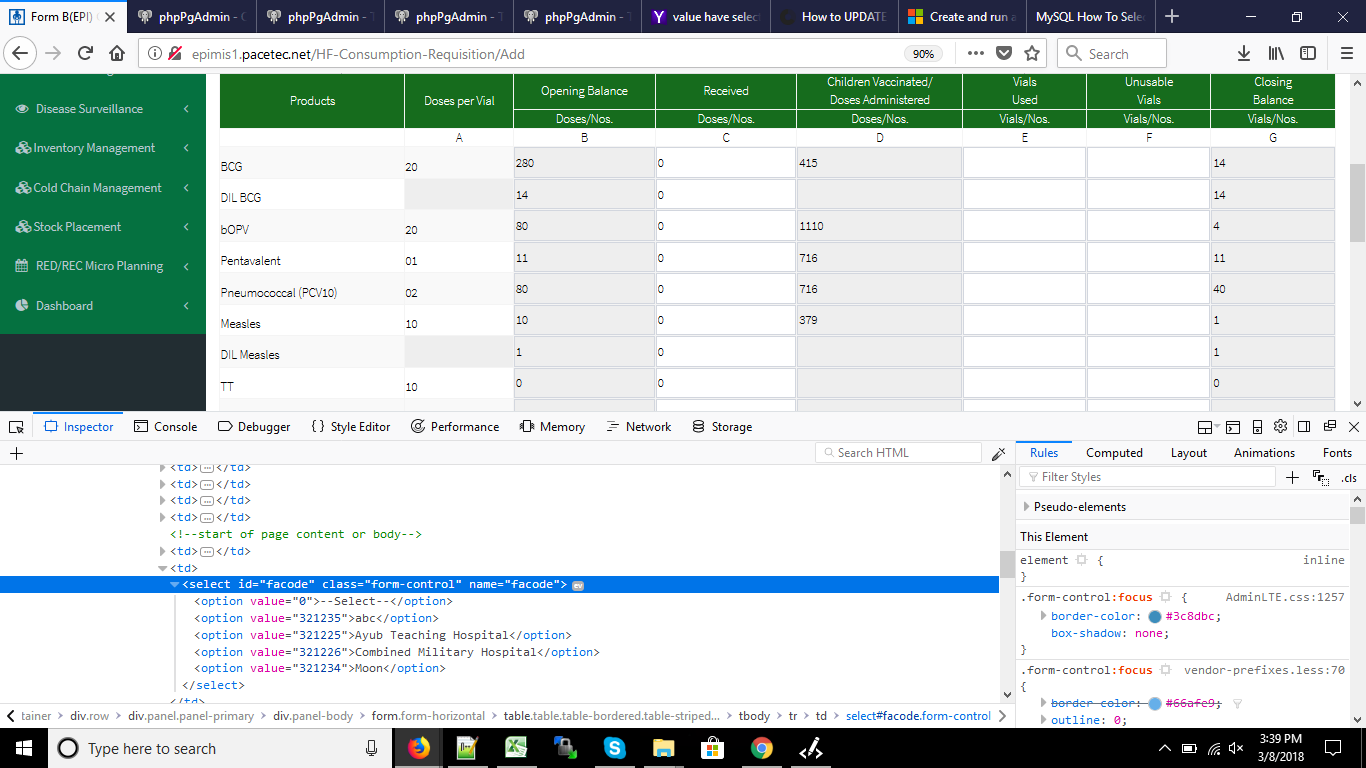 Form B(EPI)
phpPgAdmin - C
phpPgAdmin - T
phpPgAdmin - T
phpPgAdmin - T
value have select
How to UPDATE
Create and run a
MySQL How To Sele
epimis1.pacetec.net/HF-Consumption-Requisition/Add
90%
Search
Disease Surveillance
Inventory Management
Cold Chain Management
Stock Placement
RED/REC Micro Planning
Dashboard
Products
Doses per Vial
Opening Balance
Received
Children Vaccinated/
Doses Administered
Vials
Used
Unusable
Vials
Closing
Balance
Doses/Nos.
Doses/Nos.
Doses/Nos.
Vials/Nos.
Vials/Nos.
Vials/Nos.
A B C D E F G
BCG 20 280 0 415 14
DIL BCG 14 0 14
bOPV 20 80 0 1110 4
Pentavalent 01 11 0 716 11
Pneumococcal (PCV10) 02 80 0 716 40
Measles 10 10 0 379 1
DIL Measles 1 0 1
TT 10 0 0 0
Inspector
Console
Debugger
{} Style Editor
Performance
Memory
Network
Storage
Search HTML
<td></td>
<td></td>
<td></td>
<td></td>
<!--start of page content or body-->
<td></td>
<td>
<select id="facode" class="form-control" name="facode"> ev
<option value="0">--Select--</option>
<option value="321235">abc</option>
<option value="321225">Ayub Teaching Hospital</option>
<option value="321226">Combined Military Hospital</option>
<option value="321234">Moon</option>
</select>
</td>
tainer > div.row > div.panel.panel-primary > div.panel-body > form.form-horizontal > table.table.table-bordered.table-striped... > tbody > tr > td > select#facode.form-control
Rules
Computed
Layout
Animations
Fonts
Filter Styles
.cls
Pseudo-elements
This Element
element { inline
}
.form-control:focus { AdminLTE.css:1257
border-color: #3c8dbc;
box-shadow: none;
}
.form-control:focus vendor-prefixes.less:70
{
border-color: #66afe9;
outline: 0;
Type here to search
3:39 PM
3/8/2018